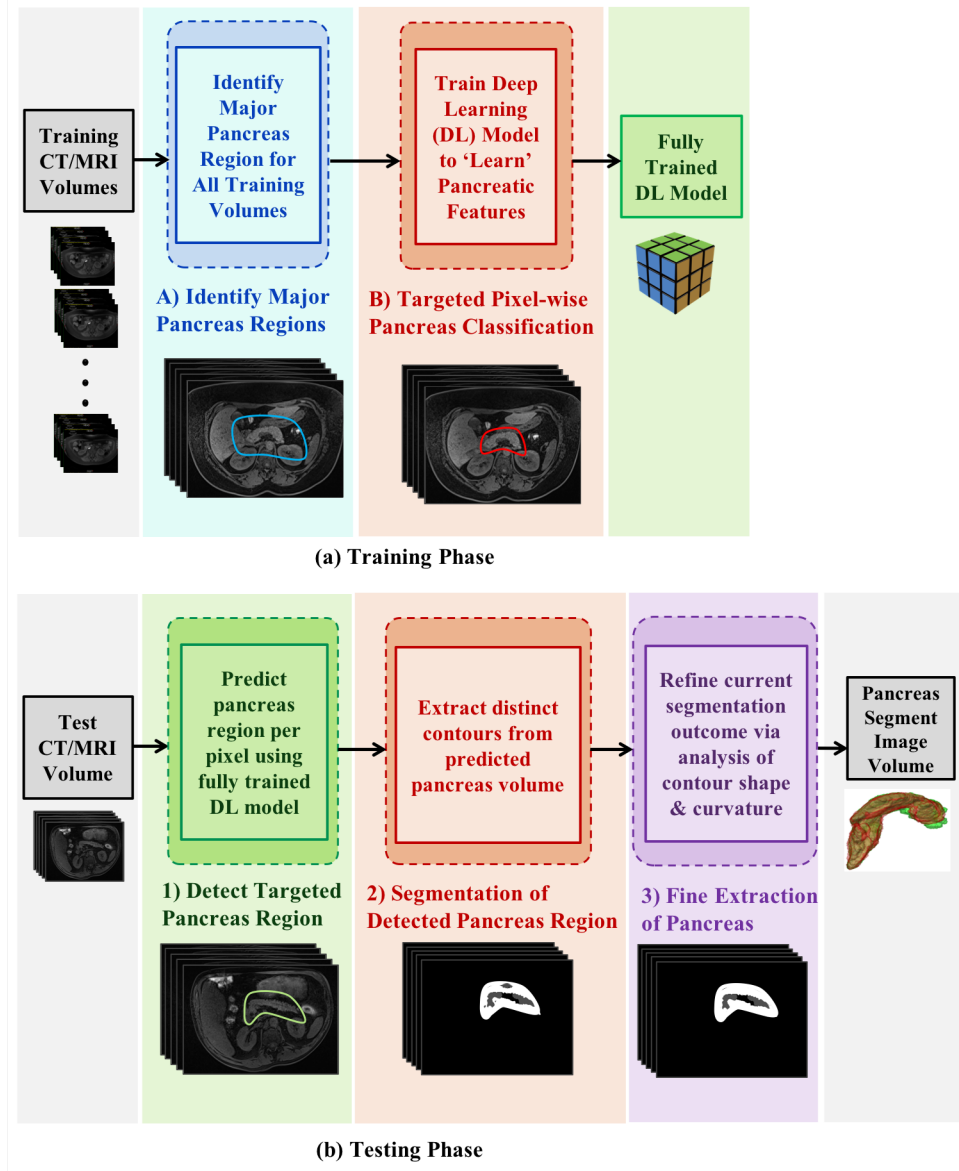 Training
CT/MRI
Volumes
Identify
Major
Pancreas
Region for
All Training
Volumes
Train Deep
Learning
(DL) Model
to ‘Learn’
Pancreatic
Features
Fully
Trained
DL Model
A) Identify Major
Pancreas Regions
B) Targeted Pixel-wise
Pancreas Classification
(a) Training Phase
Test
CT/MRI
Volume
Predict
pancreas
region per
pixel using
fully trained
DL model
Extract distinct
contours from
predicted
pancreas volume
Refine current
segmentation
outcome via
analysis of
contour shape
& curvature
Pancreas
Segment
Image
Volume
1) Detect Targeted
Pancreas Region
2) Segmentation of
Detected Pancreas Region
3) Fine Extraction
of Pancreas
(b) Testing Phase